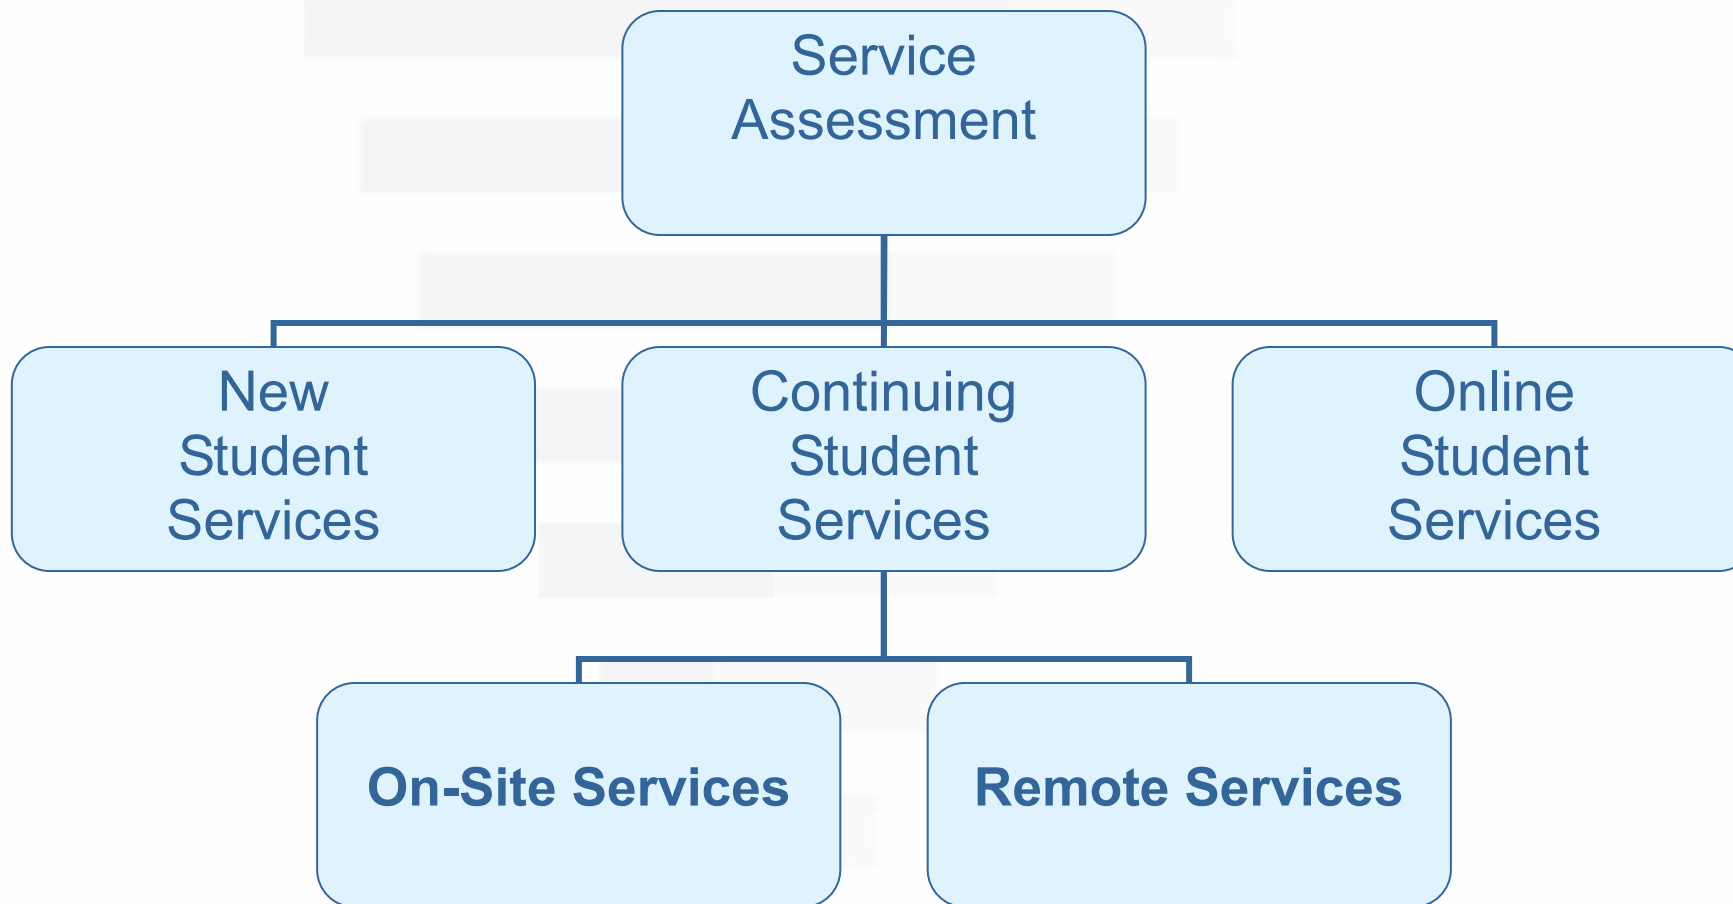 Service
Assessment
New
Student
Services
Continuing
Student
Services
Online
Student
Services
On-Site Services
Remote Services